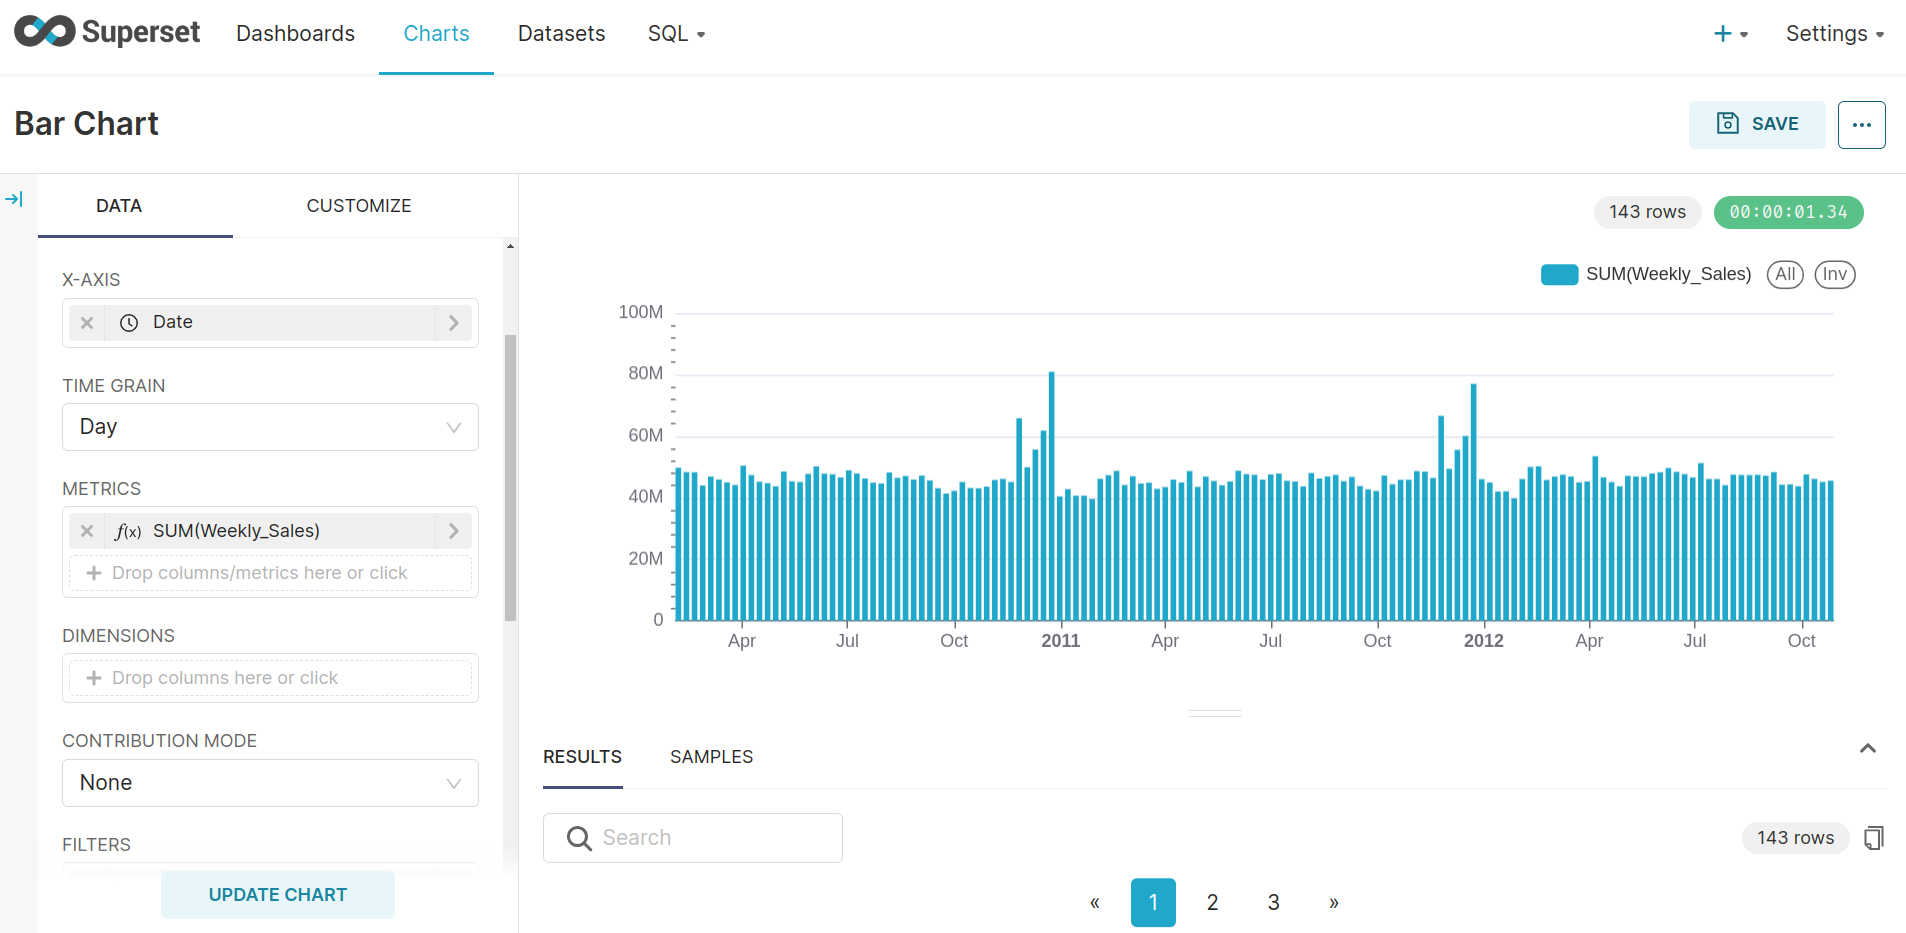 Superset Dashboards Charts Datasets SQL + Settings
Bar Chart
SAVE ...
DATA CUSTOMIZE
X-AXIS
Date
TIME GRAIN
Day
METRICS
f(x) SUM(Weekly_Sales)
Drop columns/metrics here or click
DIMENSIONS
Drop columns here or click
CONTRIBUTION MODE
None
FILTERS
UPDATE CHART
143 rows 00:00:01.34
SUM(Weekly_Sales) All Inv
100M
80M
60M
40M
20M
0
Apr Jul Oct 2011 Apr Jul Oct 2012 Apr Jul Oct
RESULTS SAMPLES
Search
143 rows
« 1 2 3 »